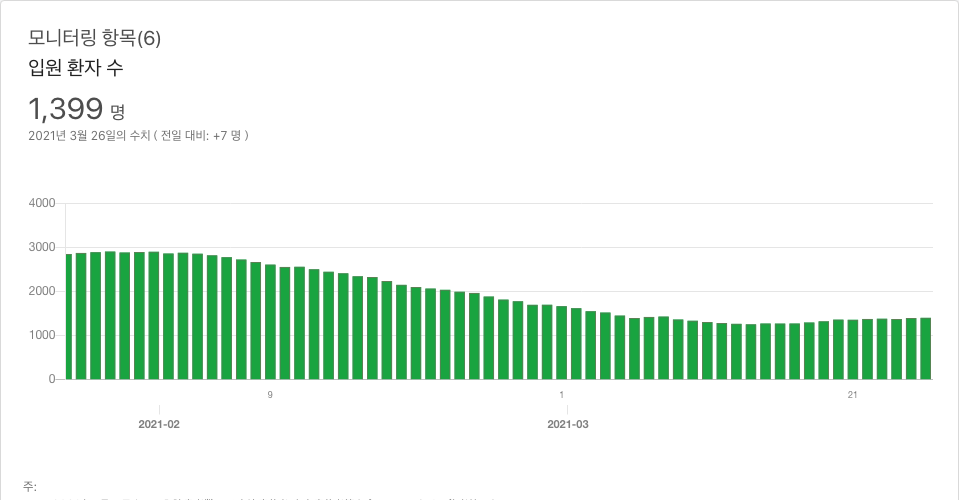 모니터링 항목(6)
입원 환자 수
1,399 명
2021년 3월 26일의 수치 ( 전일 대비: +7 명 )
4000
3000
2000
1000
0
9 1 21
2021-02 2021-03
주: